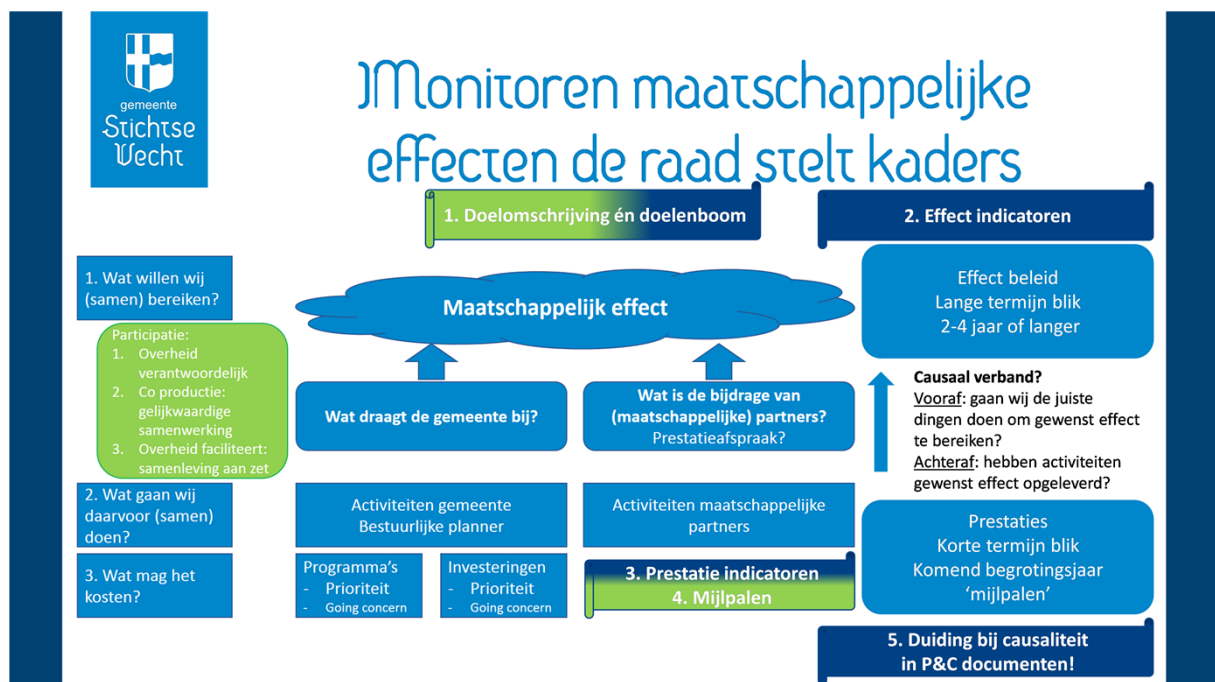 gemeente
Stichtse
Vecht
Monitoren maatschappelijke
effecten de raad stelt kaders
1. Doelomschrijving én doelenboom
2. Effect indicatoren
1. Wat willen wij
(samen) bereiken?
Maatschappelijk effect
Effect beleid
Lange termijn blik
2-4 jaar of langer
Participatie:
1. Overheid
verantwoordelijk
2. Co productie:
gelijkwaardige
samenwerking
3. Overheid faciliteert:
samenleving aan zet
Wat draagt de gemeente bij?
Wat is de bijdrage van
(maatschappelijke) partners?
Prestatieafspraak?
Causaal verband?
Vooraf: gaan wij de juiste
dingen doen om gewenst effect
te bereiken?
Achteraf: hebben activiteiten
gewenst effect opgeleverd?
2. Wat gaan wij
daarvoor (samen)
doen?
Activiteiten gemeente
Bestuurlijke planner
Activiteiten maatschappelijke
partners
Prestaties
Korte termijn blik
Komend begrotingsjaar
‘mijlpalen’
3. Wat mag het
kosten?
Programma’s
- Prioriteit
- Going concern
Investeringen
- Prioriteit
- Going concern
3. Prestatie indicatoren
4. Mijlpalen
5. Duiding bij causaliteit
in P&C documenten!